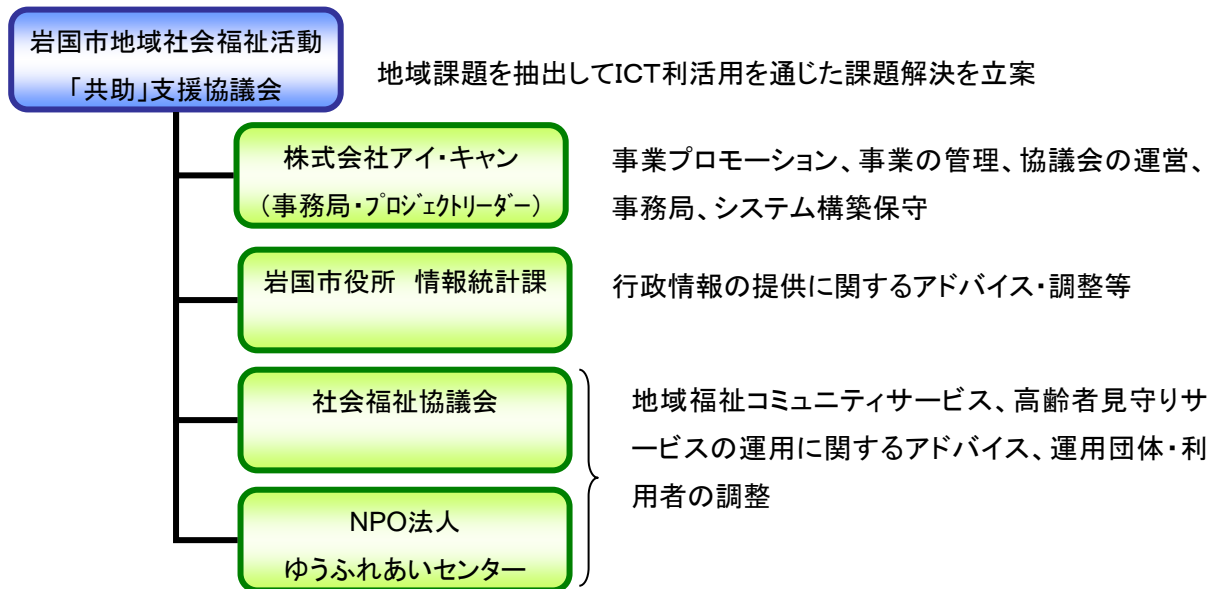 岩国市地域社会福祉活動
「共助」支援協議会
地域課題を抽出してICT利活用を通じた課題解決を立案
株式会社アイ・キャン
(事務局・プロジェクトリーダー)
事業プロモーション、事業の管理、協議会の運営、
事務局、システム構築保守
岩国市役所 情報統計課
行政情報の提供に関するアドバイス・調整等
社会福祉協議会
地域福祉コミュニティサービス、高齢者見守りサ
ービスの運用に関するアドバイス、運用団体・利
用者の調整
NPO法人
ゆうふれあいセンター